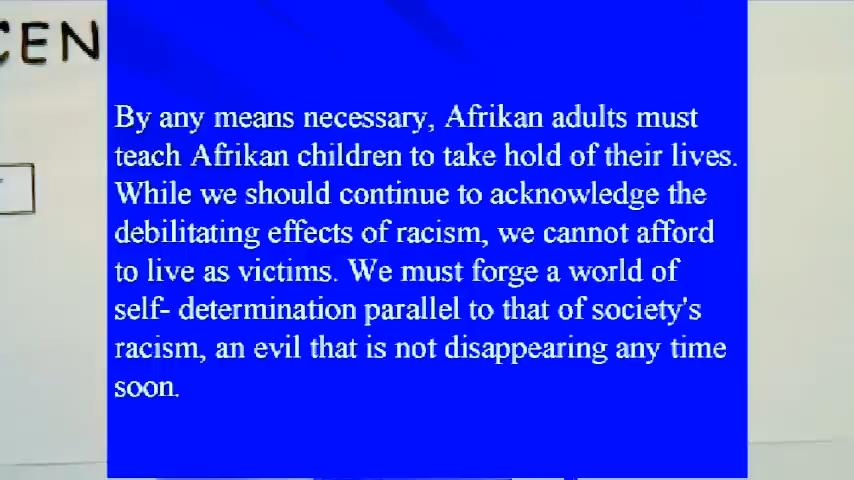 CEN
By any means necessary, Afrikan adults must
teach Afrikan children to take hold of their lives.
While we should continue to acknowledge the
debilitating effects of racism, we cannot afford
to live as victims. We must forge a world of
self- determination parallel to that of society's
racism, an evil that is not disappearing any time
soon.